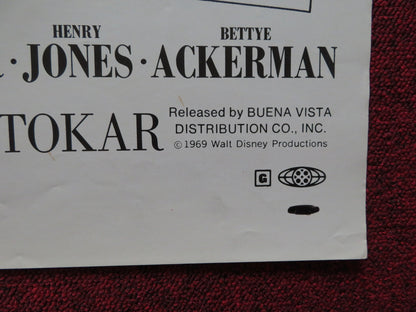 HENRY BETTYE
· JONES · ACKERMAN
TOKAR
Released by BUENA VISTA
DISTRIBUTION CO., INC.
© 1969 Walt Disney Productions
G